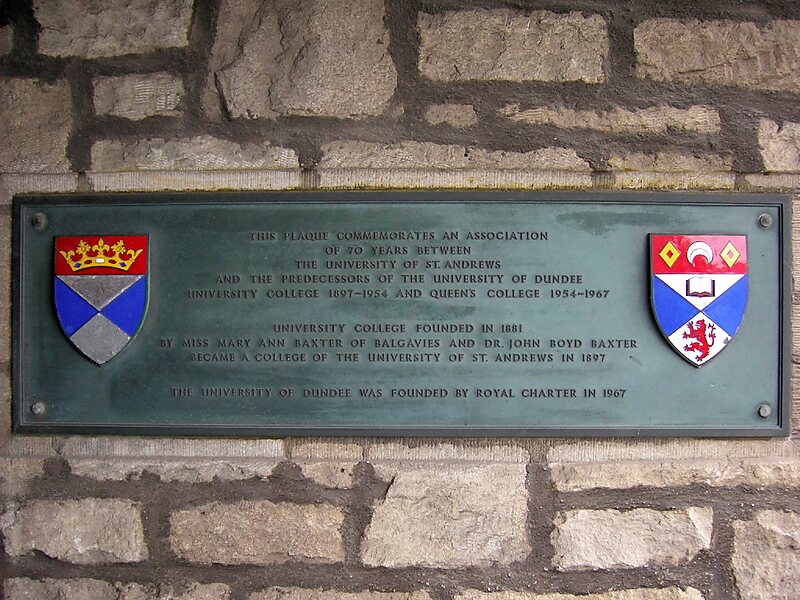 THIS PLAQUE COMMEMORATES AN ASSOCIATION
OF 70 YEARS BETWEEN
THE UNIVERSITY OF ST. ANDREWS
AND THE PREDECESSORS OF THE UNIVERSITY OF DUNDEE
UNIVERSITY COLLEGE 1897-1954 AND QUEEN'S COLLEGE 1954-1967
UNIVERSITY COLLEGE FOUNDED IN 1881
BY MISS MARY ANN BAXTER OF BALGAVIES AND DR. JOHN BOYD BAXTER
BECAME A COLLEGE OF THE UNIVERSITY OF ST. ANDREWS IN 1897
THE UNIVERSITY OF DUNDEE WAS FOUNDED BY ROYAL CHARTER IN 1967